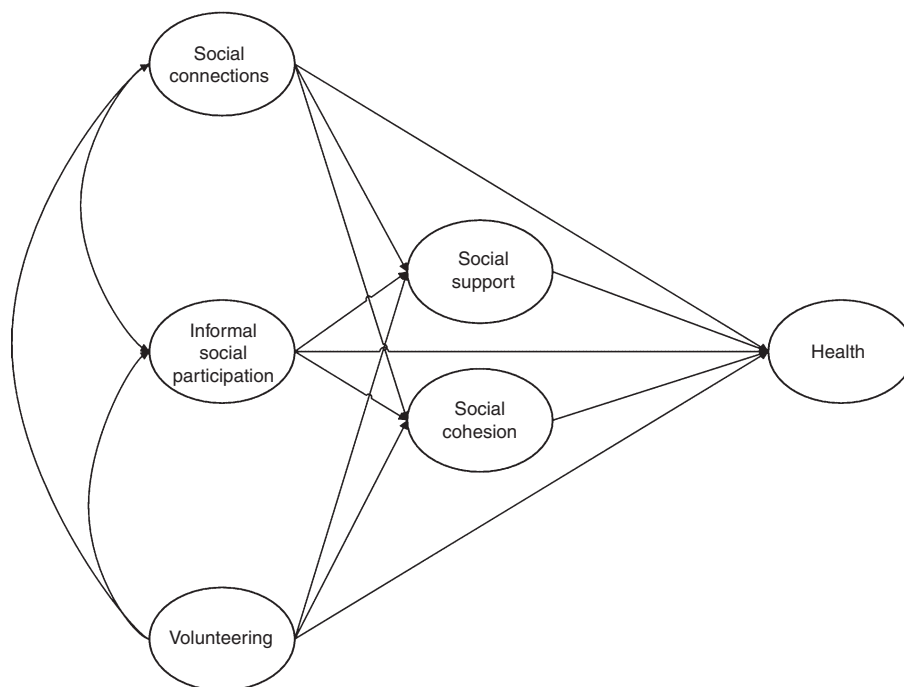 Social
connections
Social
support
Informal
social
participation
Health
Social
cohesion
Volunteering